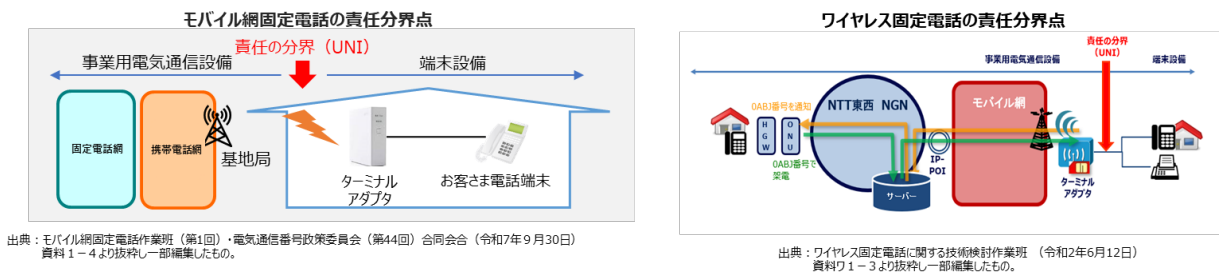 モバイル網固定電話の責任分界点
責任の分界（UNI）
事業用電気通信設備
端末設備
固定電話網
携帯電話網
基地局
ターミナル
アダプタ
お客さま電話端末
出典：モバイル網固定電話作業班（第1回）・電気通信番号政策委員会（第44回）合同会合（令和7年９月30日）
資料１－４より抜粋し一部編集したもの。
ワイヤレス固定電話の責任分界点
責任の分界
（UNI）
事業用電気通信設備
端末設備
0ABJ番号を通知
NTT東西 NGN
モバイル網
HGW
ONU
0ABJ番号で
架電
IP-
POI
サーバー
ターミナル
アダプタ
出典：ワイヤレス固定電話に関する技術検討作業班 （令和2年6月12日）
資料ワ１－３より抜粋し一部編集したもの。